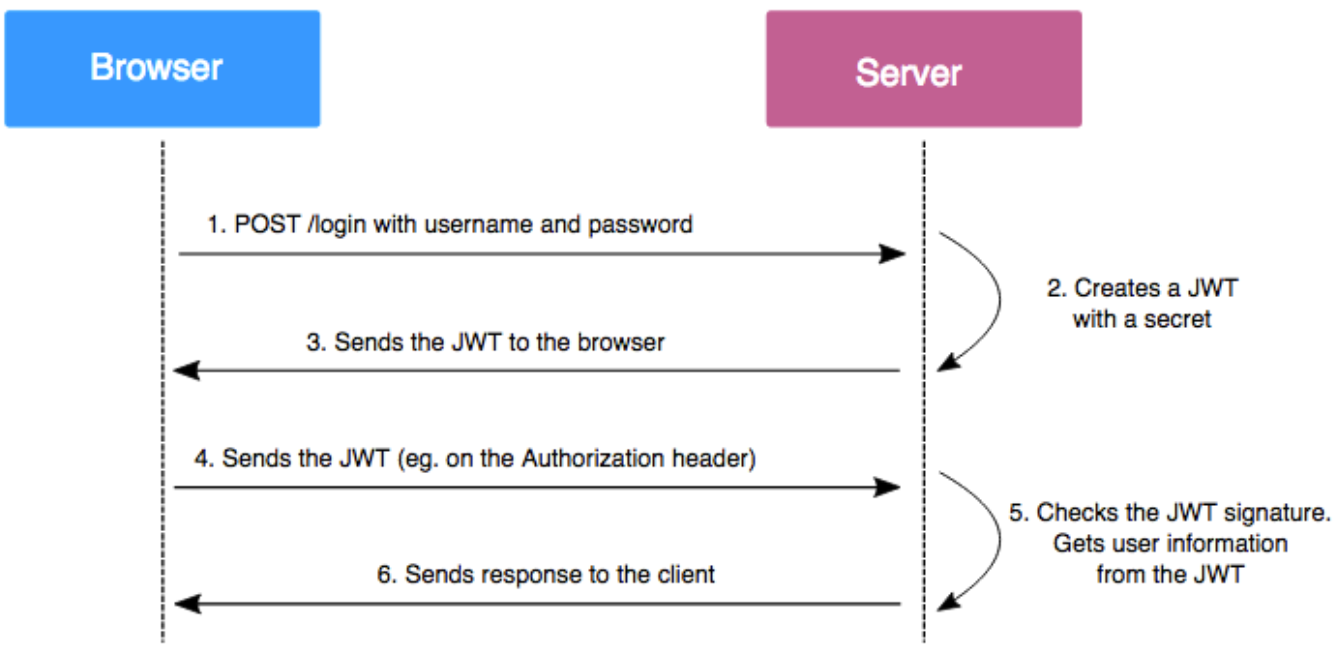 Browser
Server
1. POST /login with username and password
2. Creates a JWT
with a secret
3. Sends the JWT to the browser
4. Sends the JWT (eg. on the Authorization header)
5. Checks the JWT signature.
Gets user information
from the JWT
6. Sends response to the client